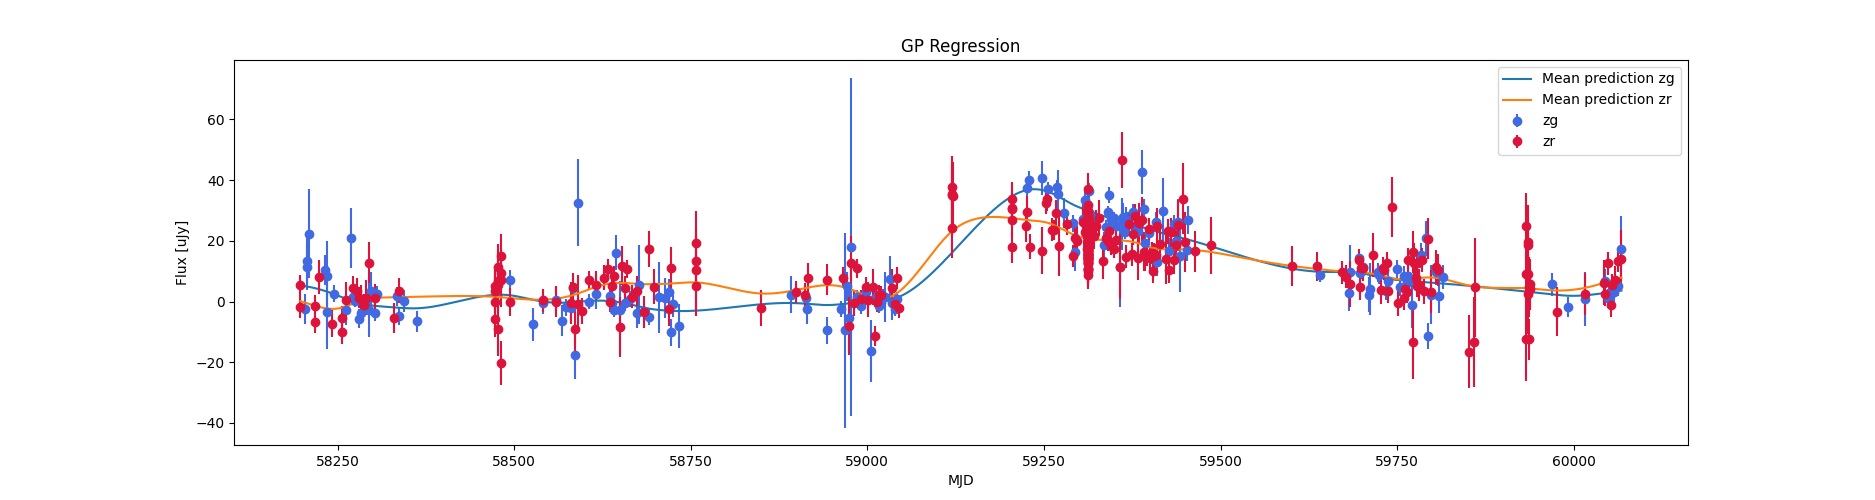 GP Regression
Mean prediction zg
Mean prediction zr
zg
zr
Flux [uJy]
60
40
20
0
−20
−40
58250 58500 58750 59000 59250 59500 59750 60000
MJD